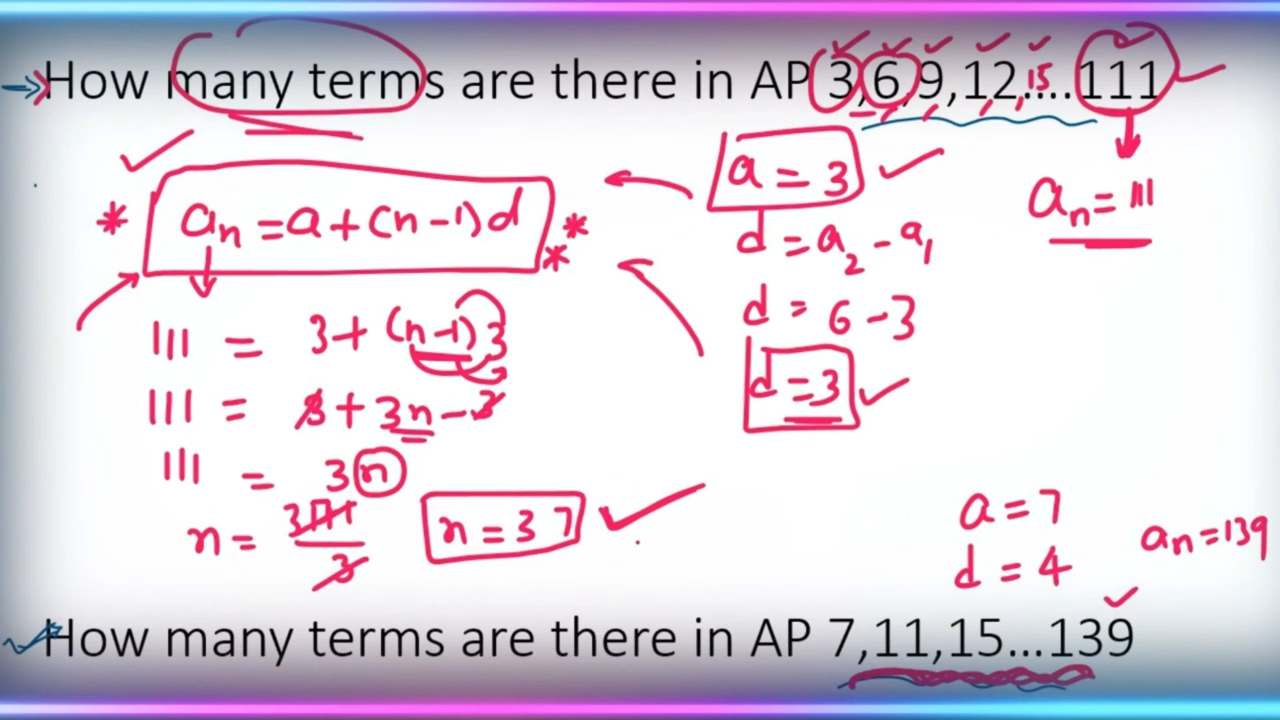 How many terms are there in AP 3,6,9,12,15....111
a = 3
aₙ = 111
* aₙ = a + (n - 1) d * *
d = a₂ - a₁
111 = 3 + (n - 1) 3
d = 6 - 3
111 = 3 + 3n - 3
d = 3
111 = 3n
n = 111/3
n = 37
a = 7
aₙ = 139
d = 4
How many terms are there in AP 7,11,15...139